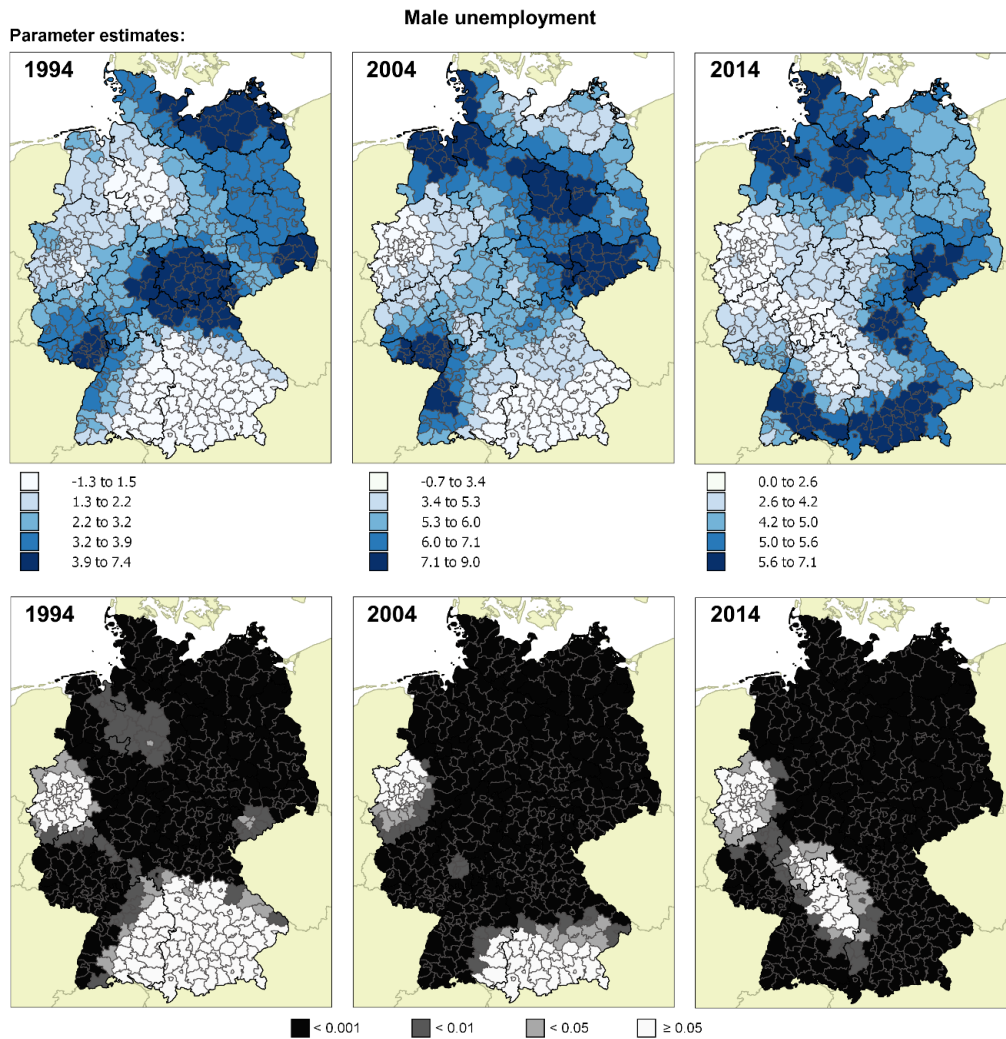 Male unemployment
Parameter estimates:
1994
2004
2014
-1.3 to 1.5
1.3 to 2.2
2.2 to 3.2
3.2 to 3.9
3.9 to 7.4
-0.7 to 3.4
3.4 to 5.3
5.3 to 6.0
6.0 to 7.1
7.1 to 9.0
0.0 to 2.6
2.6 to 4.2
4.2 to 5.0
5.0 to 5.6
5.6 to 7.1
1994
2004
2014
< 0.001
< 0.01
< 0.05
≥ 0.05